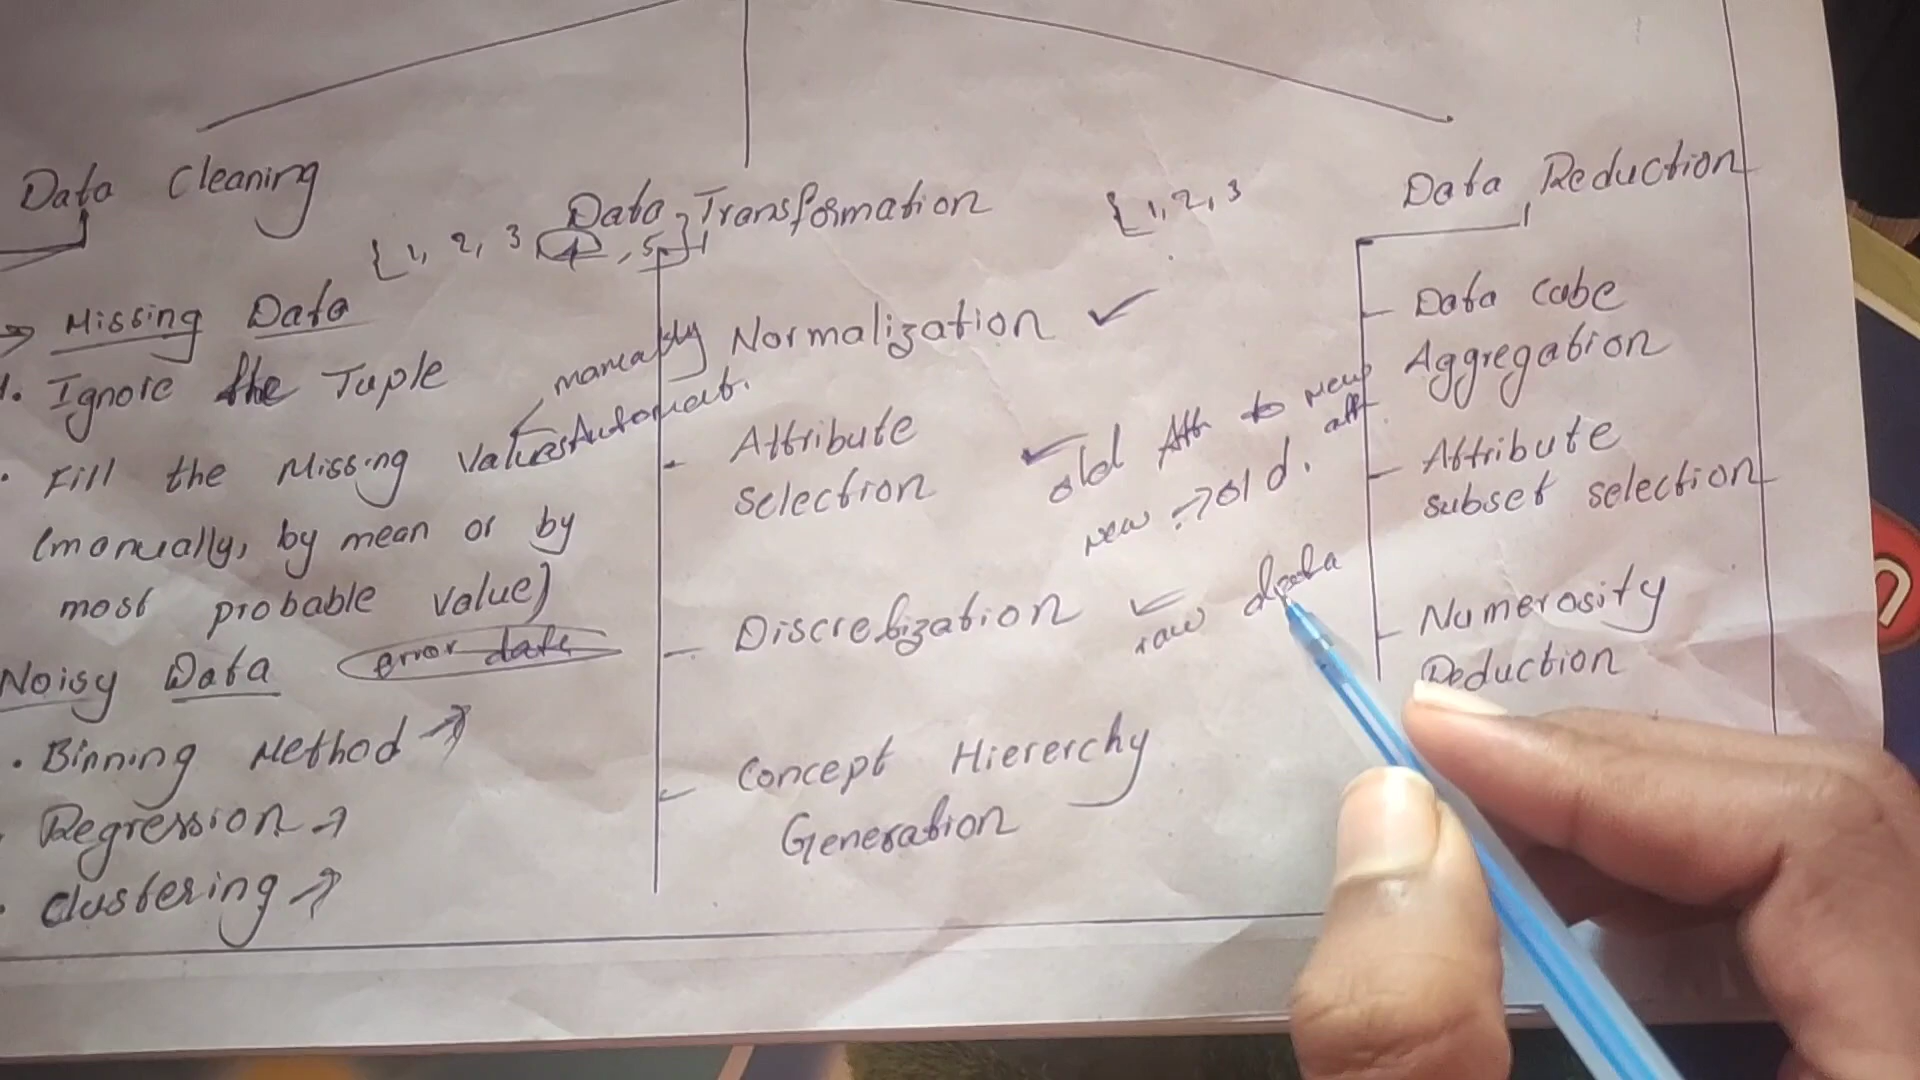 Data Cleaning
{1, 2, 3 4, 5}
Missing Data
1. Ignore the Tuple
Fill the Missing Values
manually
Automat.
(manually, by mean or by
most probable value)
Noisy Data
error data
Binning Method
Regression
Clustering
Data Transformation
{1, 2, 3
Normalization
Attribute
Selection
old Att to new
att
new → old.
Discretization
raw data
Concept Hiererchy
Generation
Data Reduction
Data cube
Aggregation
Attribute
subset selection
Numerosity
Reduction